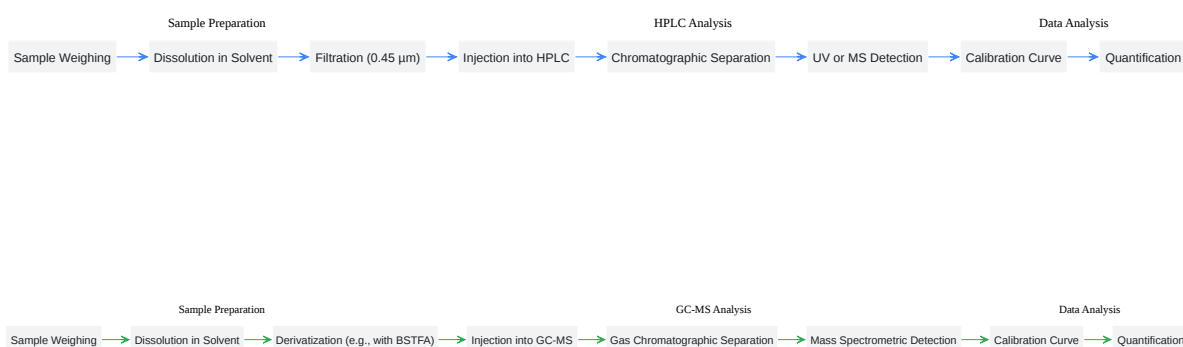 Sample Preparation HPLC Analysis Data Analysis
Sample Weighing Dissolution in Solvent Filtration (0.45 µm) Injection into HPLC Chromatographic Separation UV or MS Detection Calibration Curve Quantification
Sample Preparation GC-MS Analysis Data Analysis
Sample Weighing Dissolution in Solvent Derivatization (e.g., with BSTFA) Injection into GC-MS Gas Chromatographic Separation Mass Spectrometric Detection Calibration Curve Quantification